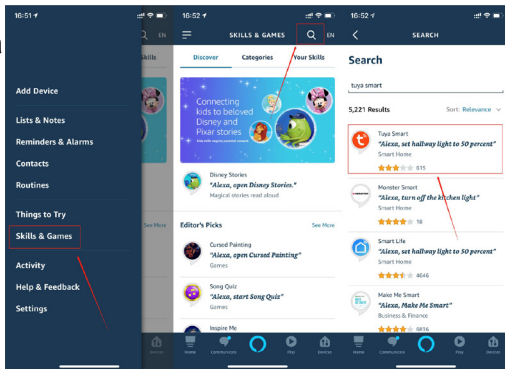 16:51
EN
Skills
Add Device
Lists & Notes
Reminders & Alarms
Contacts
Routines
See More
Things to Try
Skills & Games
Activity
Help & Feedback
Settings
Devices
16:52
SKILLS & GAMES
EN
Discover
Categories
Your Skills
Connecting
kids to beloved
Disney and
Pixar stories
Disney Stories
"Alexa, open Disney Stories."
Magical stories read aloud
Editor's Picks
See More
Cursed Painting
"Alexa, open Cursed Painting"
Games
Song Quiz
"Alexa, start Song Quiz"
Games
Inspire Me
Home
Communicate
Play
Devices
16:52
SEARCH
Search
tuya smart
5,221 Results
Sort: Relevance
Tuya Smart
"Alexa, set hallway light to 50 percent"
Smart Home
515
Monster Smart
"Alexa, turn off the kitchen light"
Smart Home
18
Smart Life
"Alexa, set hallway light to 50 percent"
Smart Home
4646
Make Me Smart
"Alexa, Make Me Smart"
Business & Finance
Home
Communicate
Play
Devices